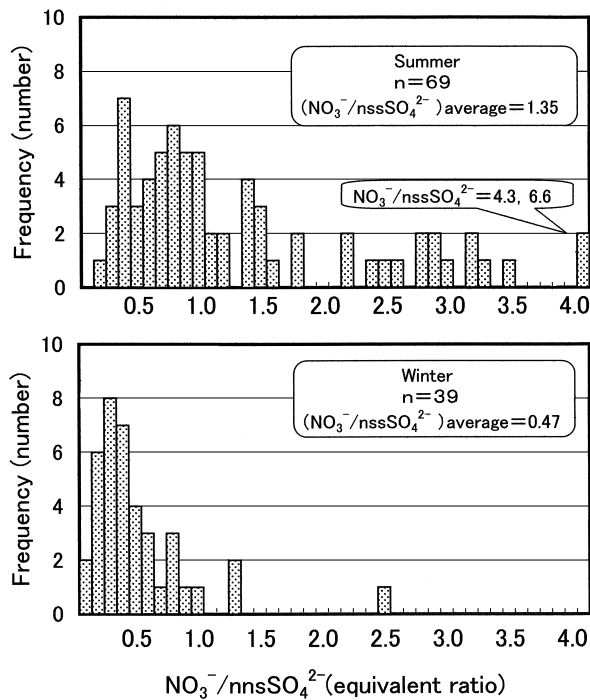 10
8
6
4
2
0
Frequency (number)
Summer
n=69
(NO₃⁻/nssSO₄²⁻)average=1.35
NO₃⁻/nssSO₄²⁻=4.3, 6.6
0.5 1.0 1.5 2.0 2.5 3.0 3.5 4.0
10
8
6
4
2
0
Frequency (number)
Winter
n=39
(NO₃⁻/nssSO₄²⁻)average=0.47
0.5 1.0 1.5 2.0 2.5 3.0 3.5 4.0
NO₃⁻/nnsSO₄²⁻(equivalent ratio)